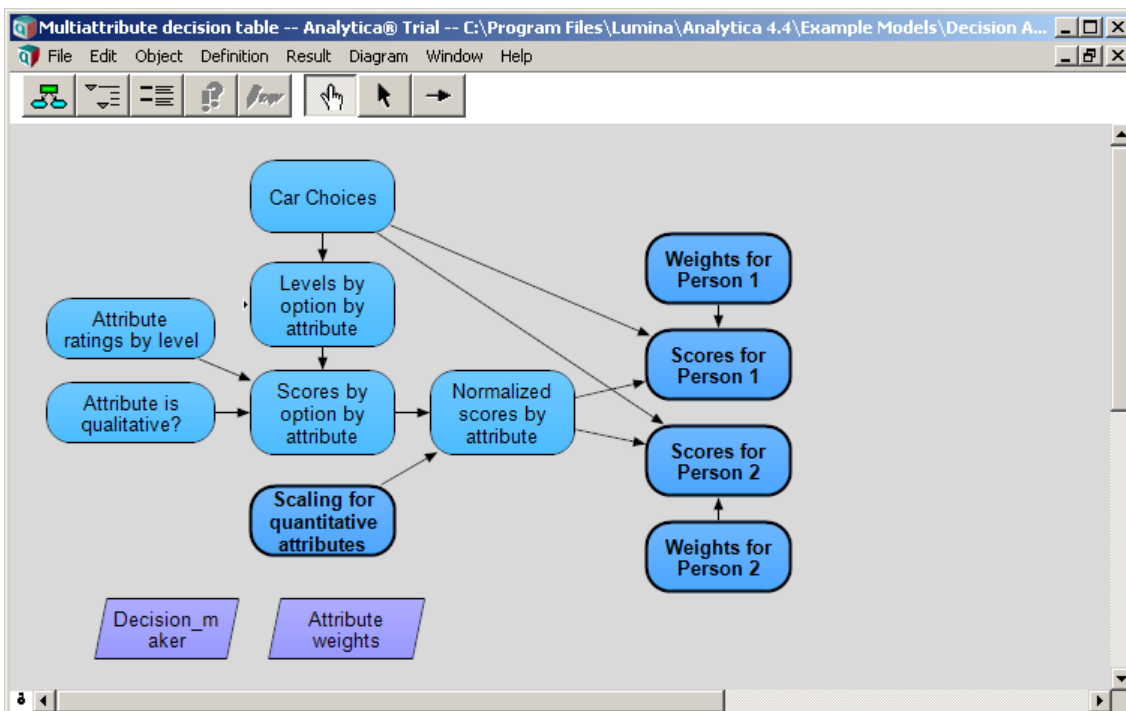 Multiattribute decision table -- Analytica® Trial -- C:\Program Files\Lumina\Analytica 4.4\Example Models\Decision A...
File Edit Object Definition Result Diagram Window Help
Car Choices
Levels by
option by
attribute
Attribute
ratings by level
Attribute is
qualitative?
Scores by
option by
attribute
Normalized
scores by
attribute
Scaling for
quantitative
attributes
Weights for
Person 1
Scores for
Person 1
Scores for
Person 2
Weights for
Person 2
Decision_m
aker
Attribute
weights